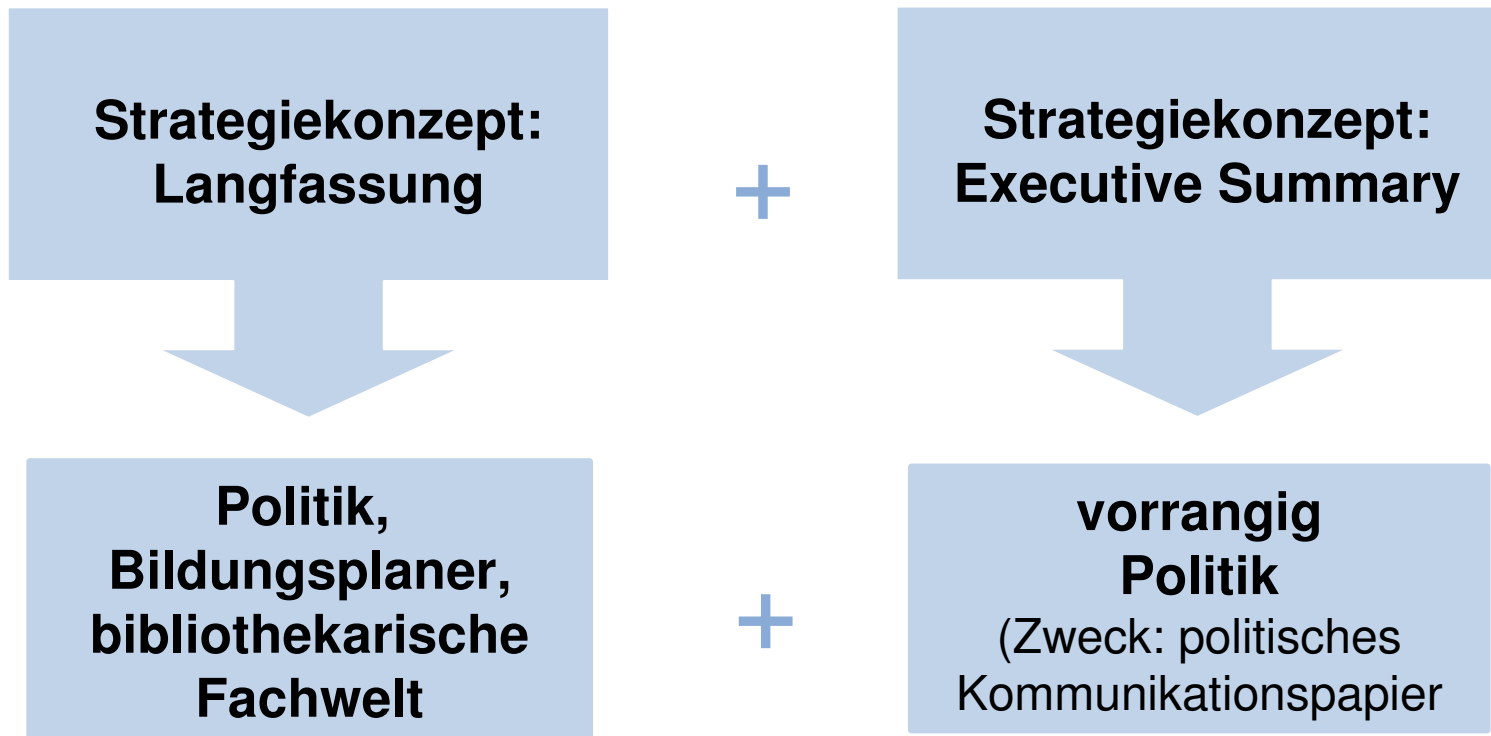 Strategiekonzept:
Langfassung
+
Strategiekonzept:
Executive Summary
Politik,
Bildungsplaner,
bibliothekarische
Fachwelt
+
vorrangig
Politik
(Zweck: politisches
Kommunikationspapier